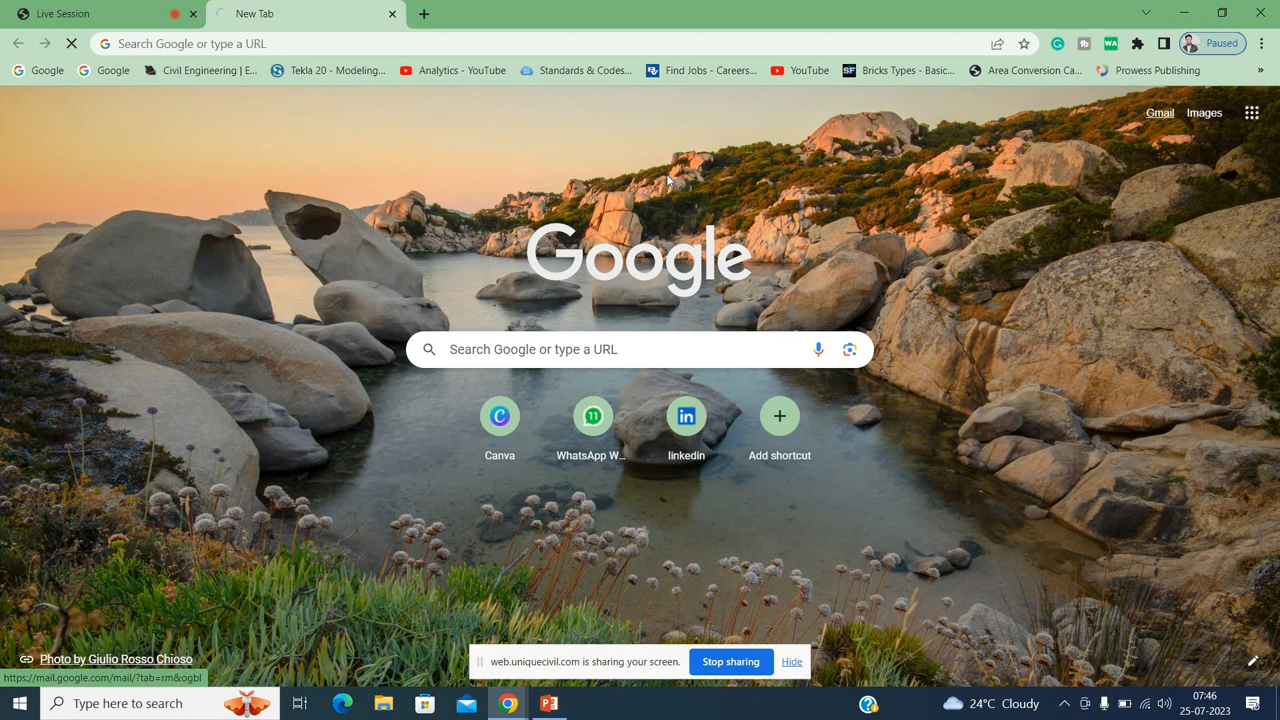 Live Session
New Tab
Search Google or type a URL
Paused
Google
Google
Civil Engineering | E...
Tekla 20 - Modeling...
Analytics - YouTube
Standards & Codes...
Find Jobs - Careers...
YouTube
Bricks Types - Basic...
Area Conversion Ca...
Prowess Publishing
»
Gmail
Images
Google
Search Google or type a URL
Canva
WhatsApp W...
linkedin
Add shortcut
Photo by Giulio Rosso Chioso
web.uniquecivil.com is sharing your screen.
Stop sharing
Hide
https://mail.google.com/mail/?tab=rm&ogbl
Type here to search
24°C Cloudy
07:46
25-07-2023